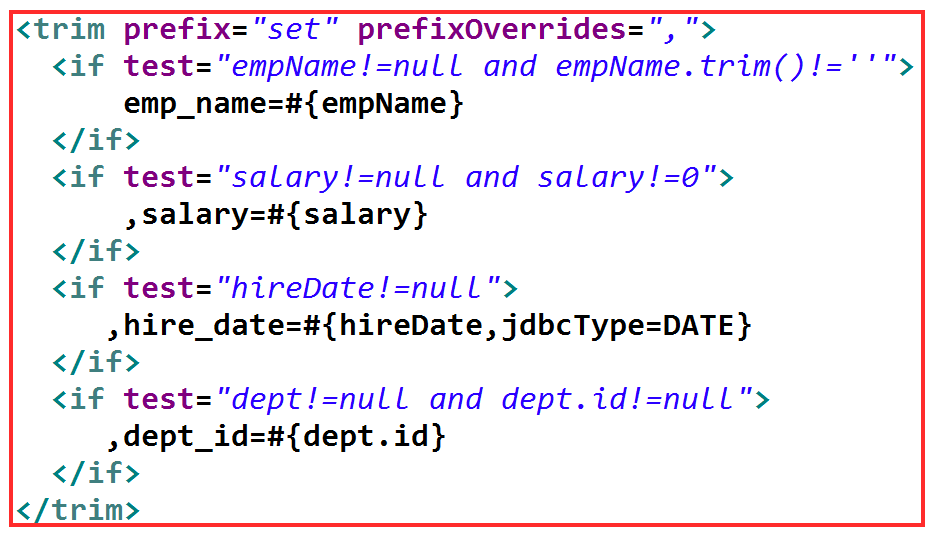 <trim prefix="set" prefixOverrides=",">
<if test="empName!=null and empName.trim()!=''">
emp_name=#{empName}
</if>
<if test="salary!=null and salary!=0">
,salary=#{salary}
</if>
<if test="hireDate!=null">
,hire_date=#{hireDate,jdbcType=DATE}
</if>
<if test="dept!=null and dept.id!=null">
,dept_id=#{dept.id}
</if>
</trim>